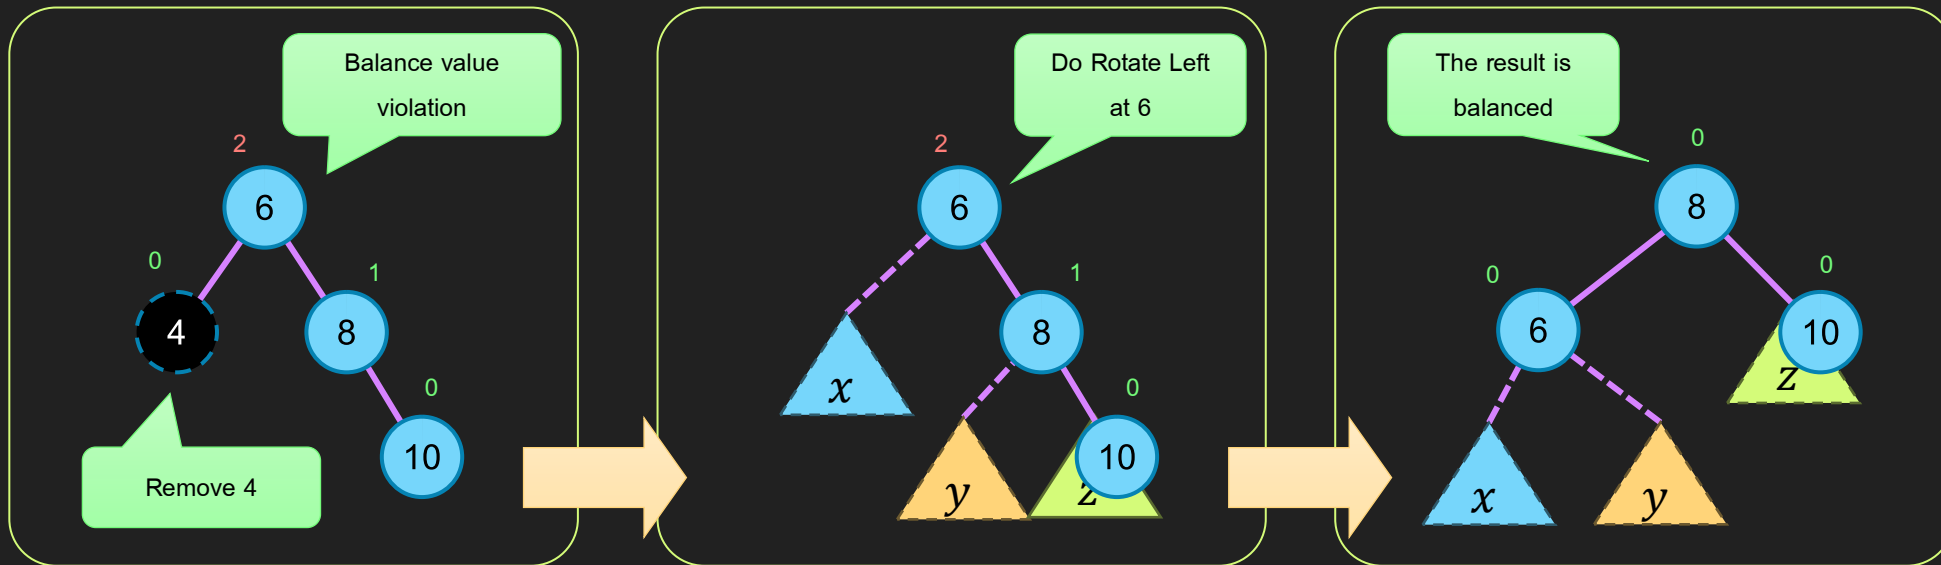 Balance value
violation
2
6
0
1
4
8
0
10
Remove 4
Do Rotate Left
at 6
2
6
1
x
8
0
y
z
10
The result is
balanced
0
8
0
0
6
10
z
x
y